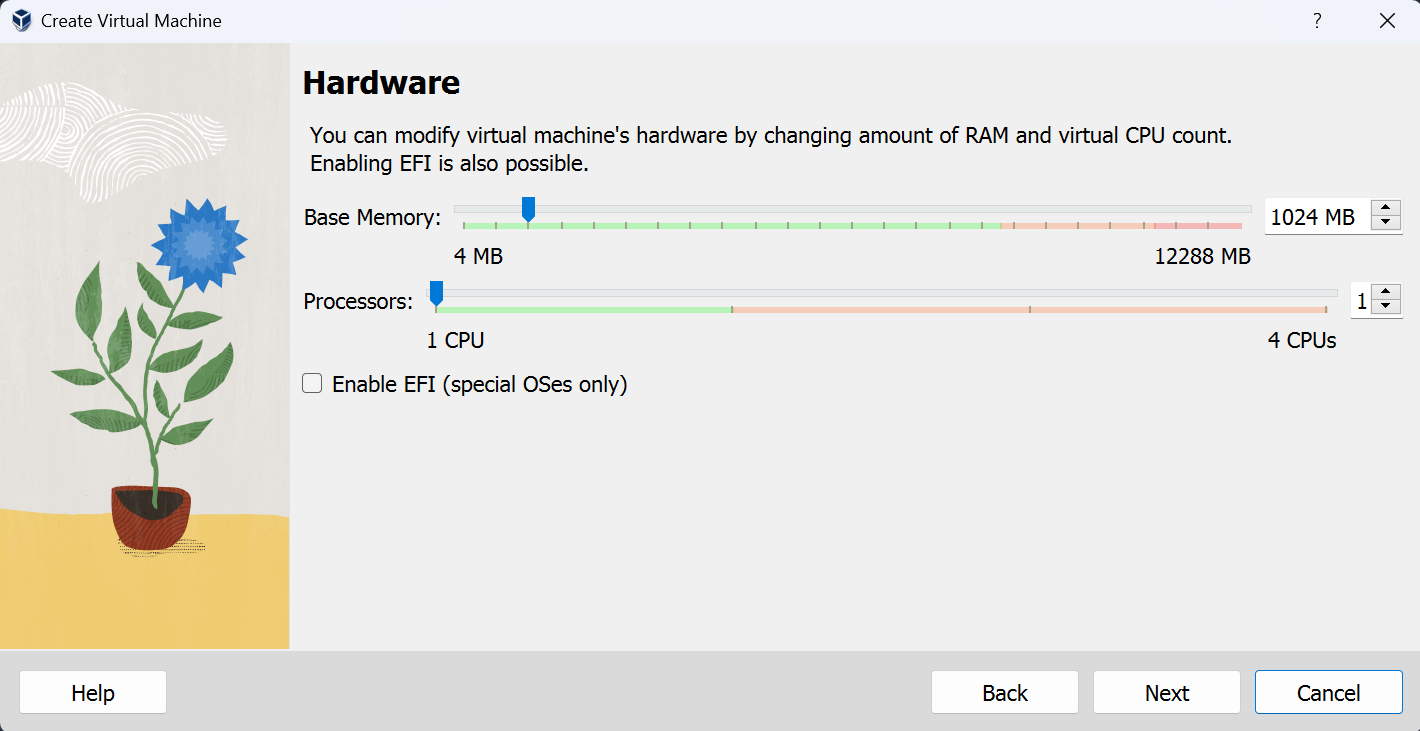 Create Virtual Machine
?
Hardware
You can modify virtual machine's hardware by changing amount of RAM and virtual CPU count.
Enabling EFI is also possible.
Base Memory:
1024 MB
4 MB
12288 MB
Processors:
1
1 CPU
4 CPUs
Enable EFI (special OSes only)
Help
Back
Next
Cancel